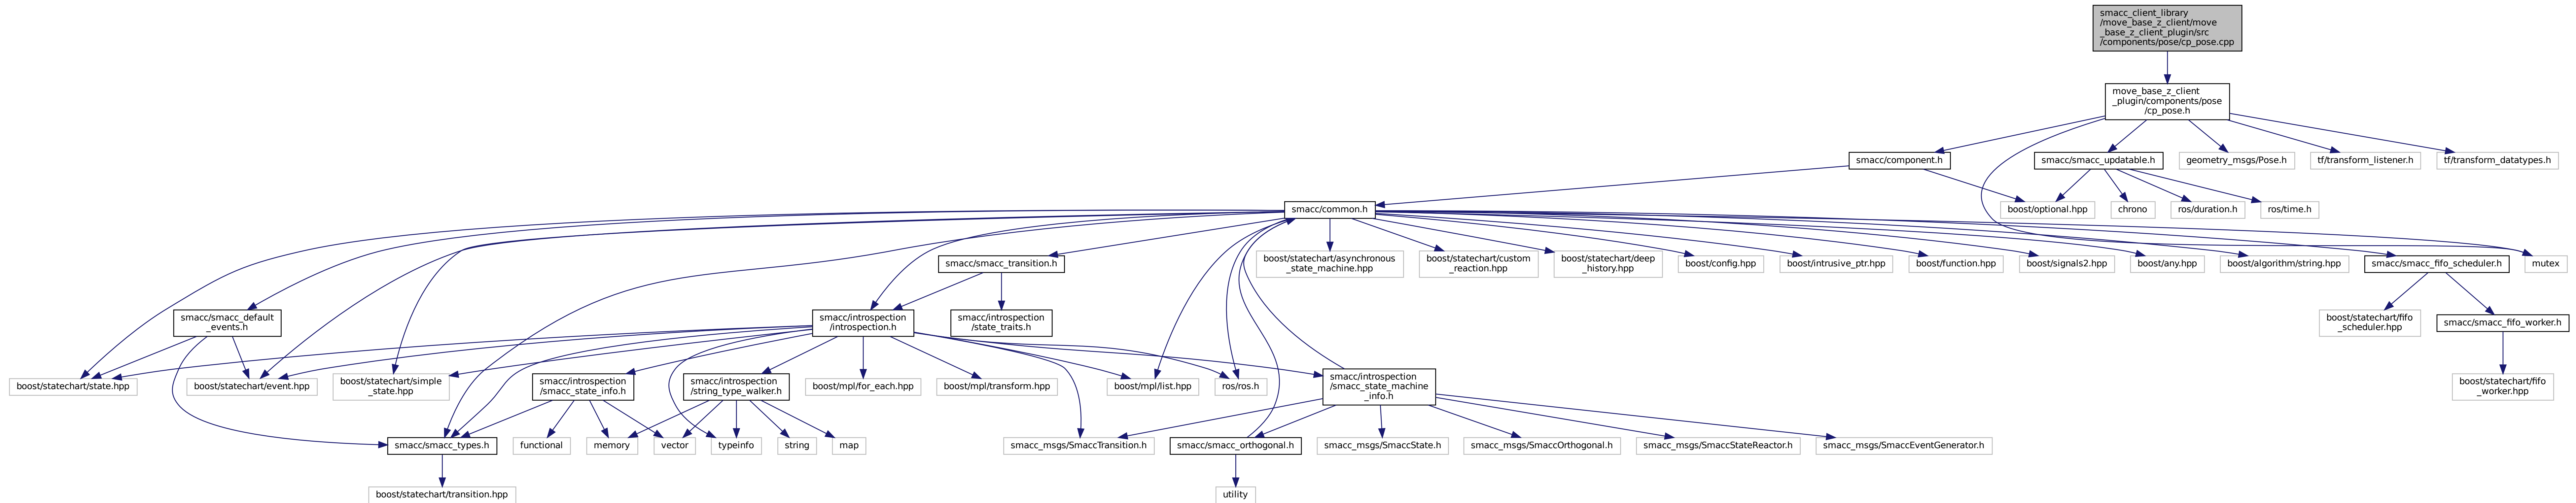 smacc_client_library
/move_base_z_client/move
_base_z_client_plugin/src
/components/pose/cp_pose.cpp
move_base_z_client
_plugin/components/pose
/cp_pose.h
smacc/component.h
smacc/smacc_updatable.h
geometry_msgs/Pose.h
tf/transform_listener.h
tf/transform_datatypes.h
smacc/common.h
boost/optional.hpp
chrono
ros/duration.h
ros/time.h
smacc/smacc_transition.h
boost/statechart/asynchronous
_state_machine.hpp
boost/statechart/custom
_reaction.hpp
boost/statechart/deep
_history.hpp
boost/config.hpp
boost/intrusive_ptr.hpp
boost/function.hpp
boost/signals2.hpp
boost/any.hpp
boost/algorithm/string.hpp
smacc/smacc_fifo_scheduler.h
mutex
smacc/smacc_default
_events.h
smacc/introspection
/introspection.h
smacc/introspection
/state_traits.h
boost/statechart/fifo
_scheduler.hpp
smacc/smacc_fifo_worker.h
boost/statechart/state.hpp
boost/statechart/event.hpp
boost/statechart/simple
_state.hpp
smacc/introspection
/smacc_state_info.h
smacc/introspection
/string_type_walker.h
boost/mpl/for_each.hpp
boost/mpl/transform.hpp
boost/mpl/list.hpp
ros/ros.h
smacc/introspection
/smacc_state_machine
_info.h
boost/statechart/fifo
_worker.hpp
smacc/smacc_types.h
functional
memory
vector
typeinfo
string
map
smacc_msgs/SmaccTransition.h
smacc/smacc_orthogonal.h
smacc_msgs/SmaccState.h
smacc_msgs/SmaccOrthogonal.h
smacc_msgs/SmaccStateReactor.h
smacc_msgs/SmaccEventGenerator.h
boost/statechart/transition.hpp
utility